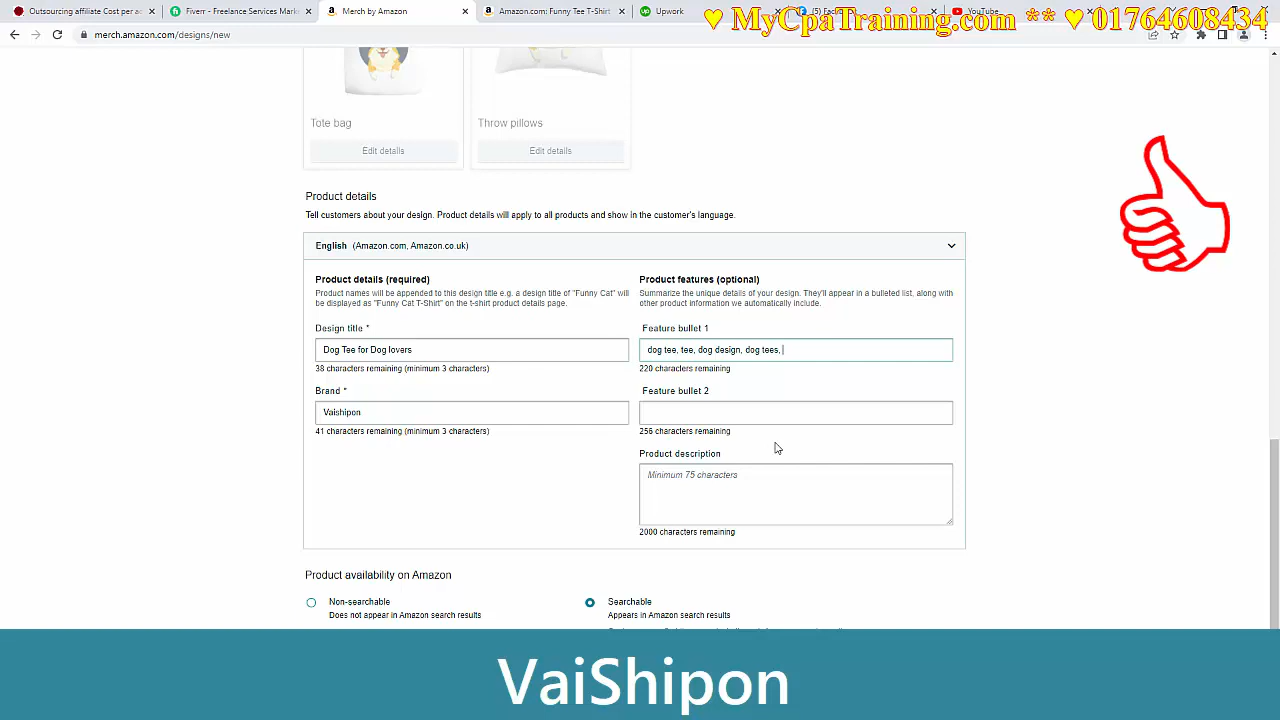 Outsourcing affiliate Cost per ad
Fiverr - Freelance Services Mark
Merch by Amazon
Amazon.com: Funny Tee T-Shirt
Upwork
♥ MyCpaTraining.com ** ♥ 01764608434
merch.amazon.com/designs/new
Tote bag
Throw pillows
Edit details
Edit details
Product details
Tell customers about your design. Product details will apply to all products and show in the customer's language.
English (Amazon.com, Amazon.co.uk)
Product details (required)
Product features (optional)
Product names will be appended to this design title e.g. a design title of "Funny Cat" will
be displayed as "Funny Cat T-Shirt" on the t-shirt product details page.
Summarize the unique details of your design. They'll appear in a bulleted list, along with
other product information we automatically include.
Design title *
Feature bullet 1
Dog Tee for Dog lovers
dog tee, tee, dog design, dog tees,
38 characters remaining (minimum 3 characters)
220 characters remaining
Brand *
Feature bullet 2
Vaishipon
41 characters remaining (minimum 3 characters)
256 characters remaining
Product description
Minimum 75 characters
2000 characters remaining
Product availability on Amazon
Non-searchable
Searchable
Does not appear in Amazon search results
Appears in Amazon search results
VaiShipon